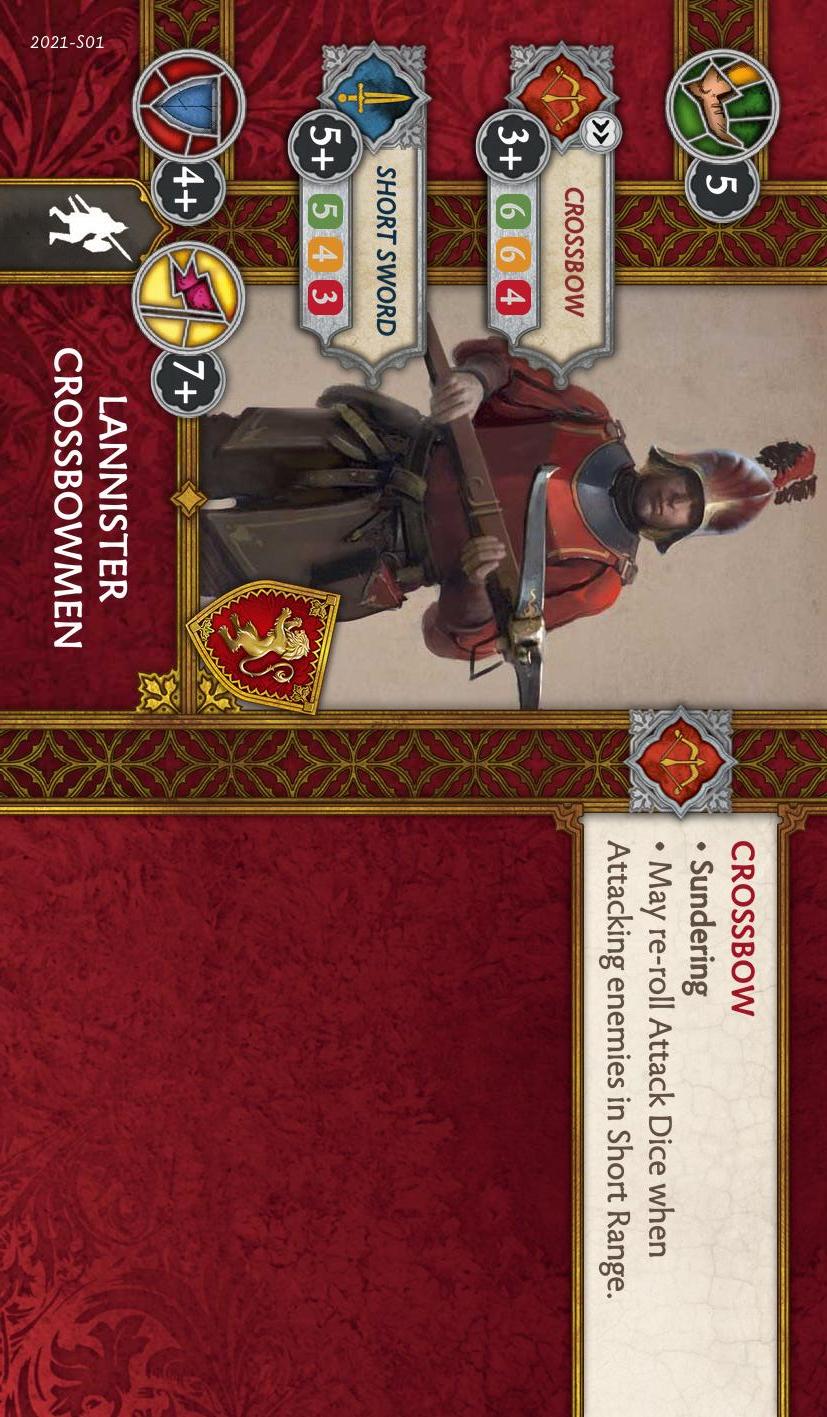 5
CROSSBOW
3+
6 6 4
SHORT SWORD
5+
5 4 3
4+
7+
LANNISTER
CROSSBOWMEN
CROSSBOW
• Sundering
• May re-roll Attack Dice when
Attacking enemies in Short Range.
2021-S01